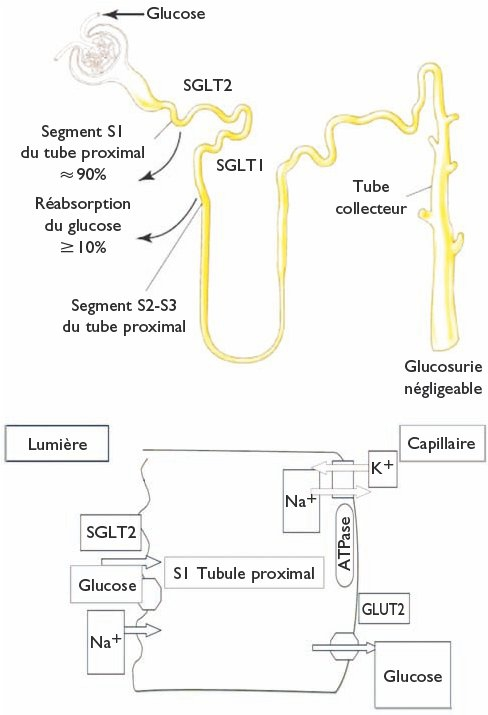 Glucose
SGLT2
Segment S1
du tube proximal
≈ 90%
SGLT1
Réabsorption
du glucose
≧ 10%
Tube
collecteur
Segment S2-S3
du tube proximal
Glucosurie
négligeable
Lumière
Capillaire
K+
Na+
SGLT2
ATPase
S1 Tubule proximal
Glucose
GLUT2
Na+
Glucose